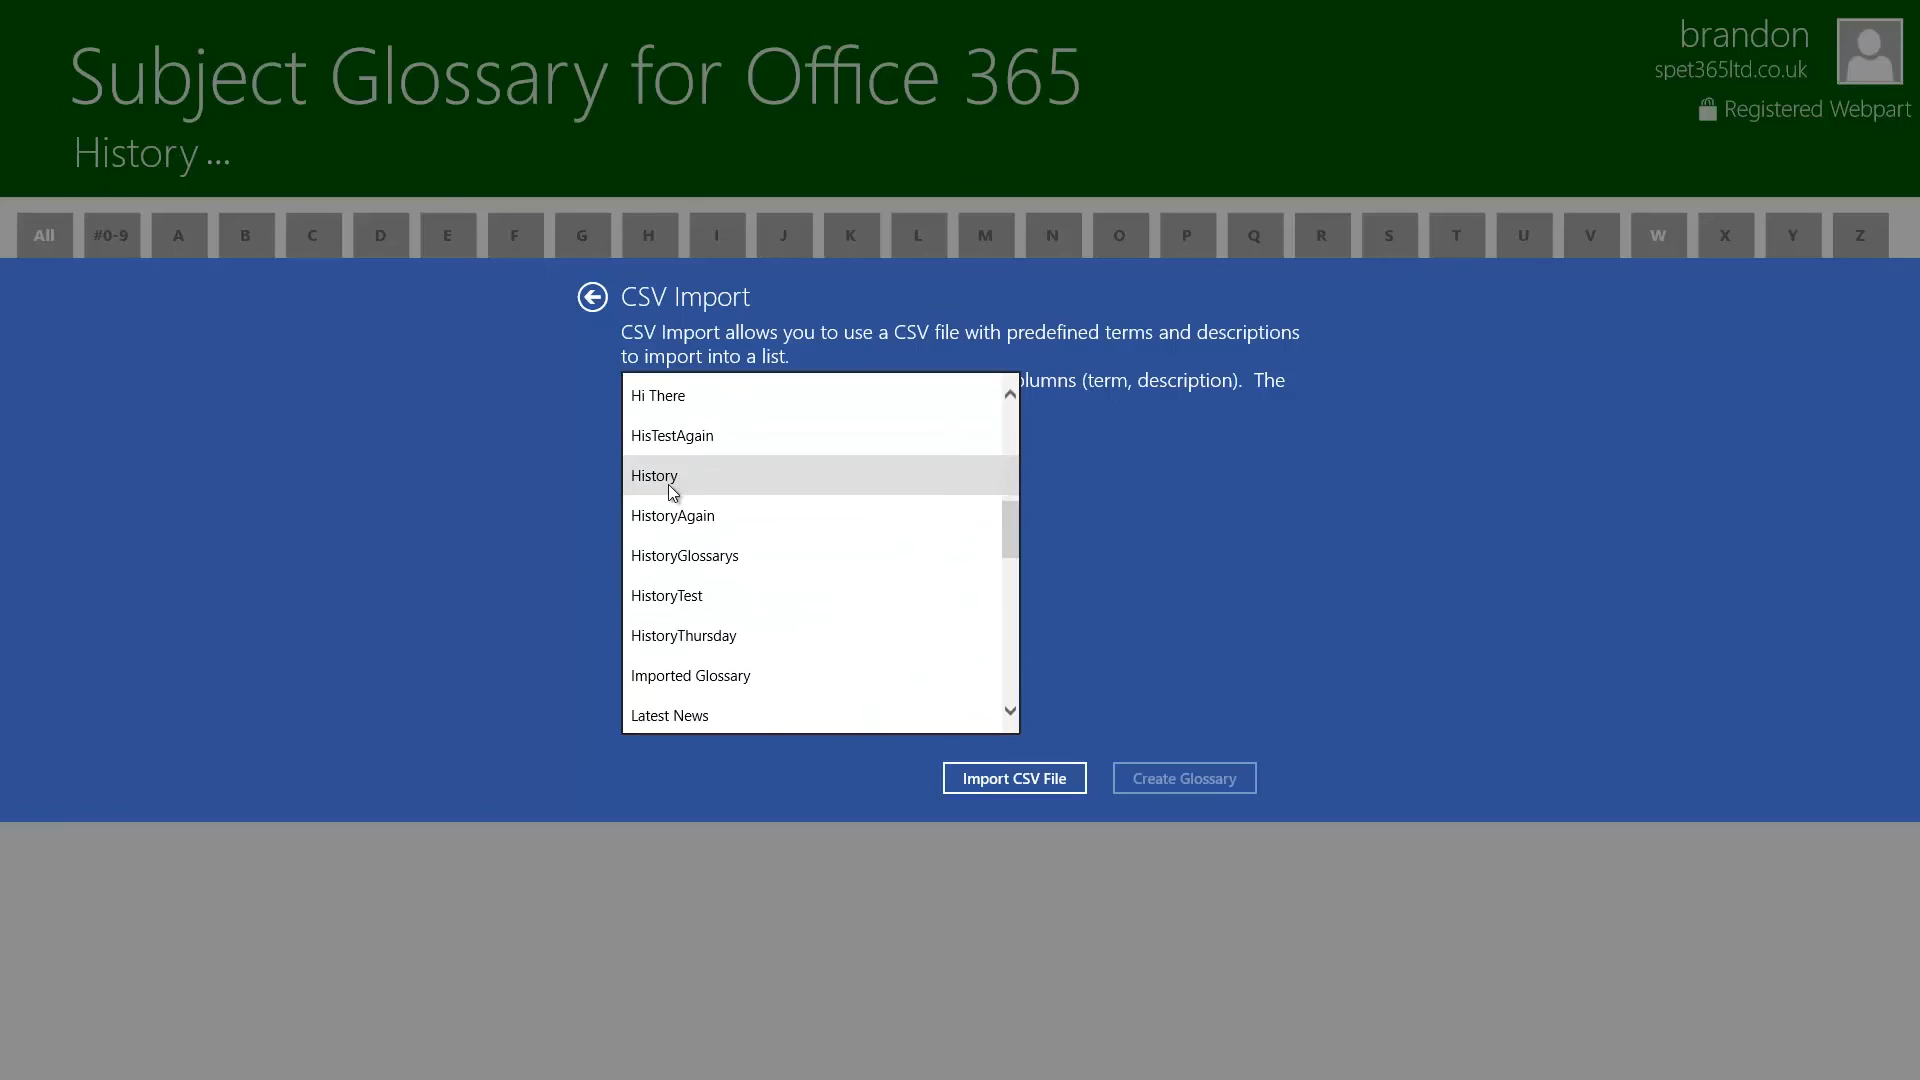 Subject Glossary for Office 365
brandon
spet365ltd.co.uk
Registered Webpart
History ...
All #0-9 A B C D E F G H I J K L M N O P Q R S T U V W X Y Z
CSV Import
CSV Import allows you to use a CSV file with predefined terms and descriptions
to import into a list.
lumns (term, description). The
Hi There
HisTestAgain
History
HistoryAgain
HistoryGlossarys
HistoryTest
HistoryThursday
Imported Glossary
Latest News
Import CSV File
Create Glossary